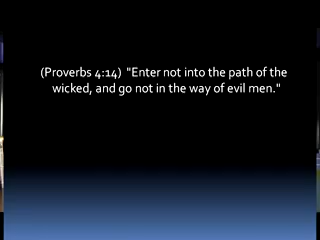 (Proverbs 4:14)  "Enter not into the path of the
wicked, and go not in the way of evil men."